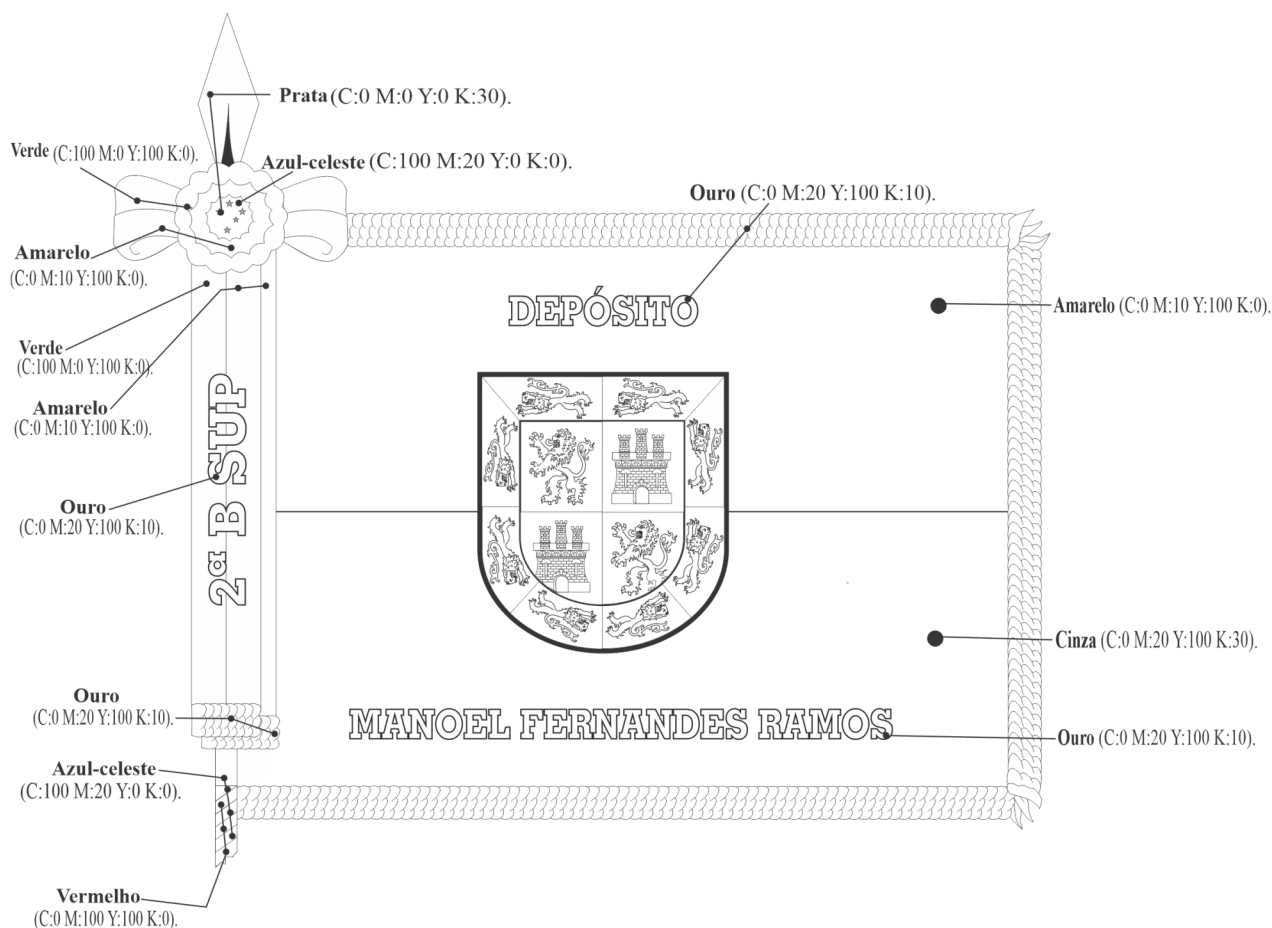 Prata (C:0 M:0 Y:0 K:30).
Verde (C:100 M:0 Y:100 K:0).
Azul-celeste (C:100 M:20 Y:0 K:0).
Ouro (C:0 M:20 Y:100 K:10).
Amarelo
(C:0 M:10 Y:100 K:0).
DEPÓSITO
Amarelo (C:0 M:10 Y:100 K:0).
Verde
(C:100 M:0 Y:100 K:0).
Amarelo
(C:0 M:10 Y:100 K:0).
2ª B SUP
Ouro
(C:0 M:20 Y:100 K:10).
Cinza (C:0 M:20 Y:100 K:30).
Ouro
(C:0 M:20 Y:100 K:10).
MANOEL FERNANDES RAMOS
Ouro (C:0 M:20 Y:100 K:10).
Azul-celeste
(C:100 M:20 Y:0 K:0).
Vermelho
(C:0 M:100 Y:100 K:0).